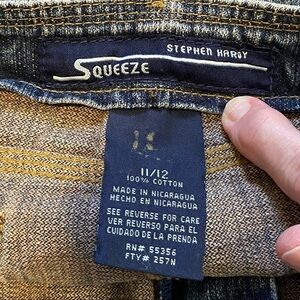 STEPHEN HARDY
SQUEEZE
11/12
100% COTTON
MADE IN NICARAGUA
HECHO EN NICARAGUA
SEE REVERSE FOR CARE
VER REVERSO PARA EL
CUIDADO DE LA PRENDA
RN# 55356
FTY# 257N